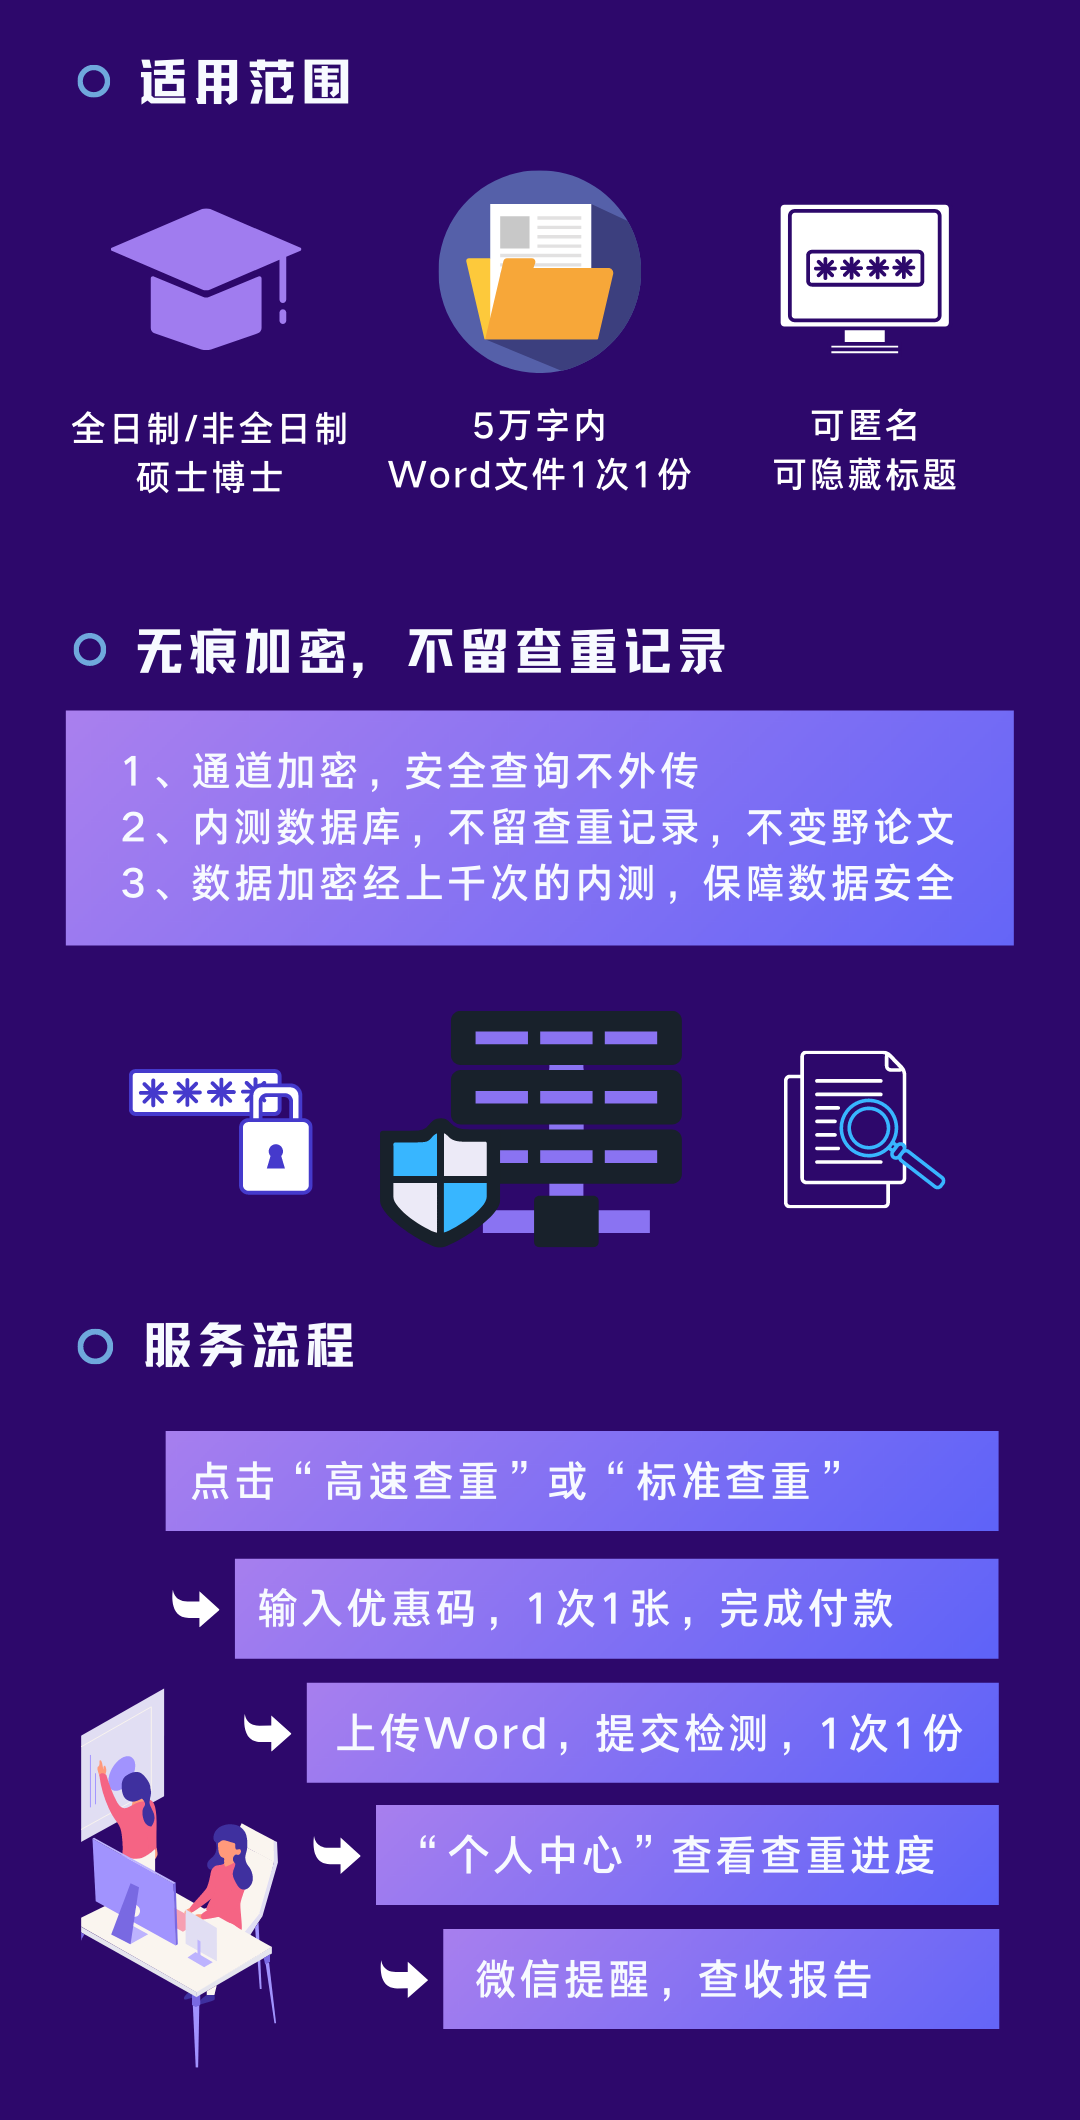 适用范围
全日制/非全日制
硕士博士
5万字内
Word文件1次1份
可匿名
可隐藏标题
无痕加密，不留查重记录
1、通道加密，安全查询不外传
2、内测数据库，不留查重记录，不变野论文
3、数据加密经上千次的内测，保障数据安全
服务流程
点击“高速查重”或“标准查重”
输入优惠码，1次1张，完成付款
上传Word，提交检测，1次1份
“个人中心”查看查重进度
微信提醒，查收报告